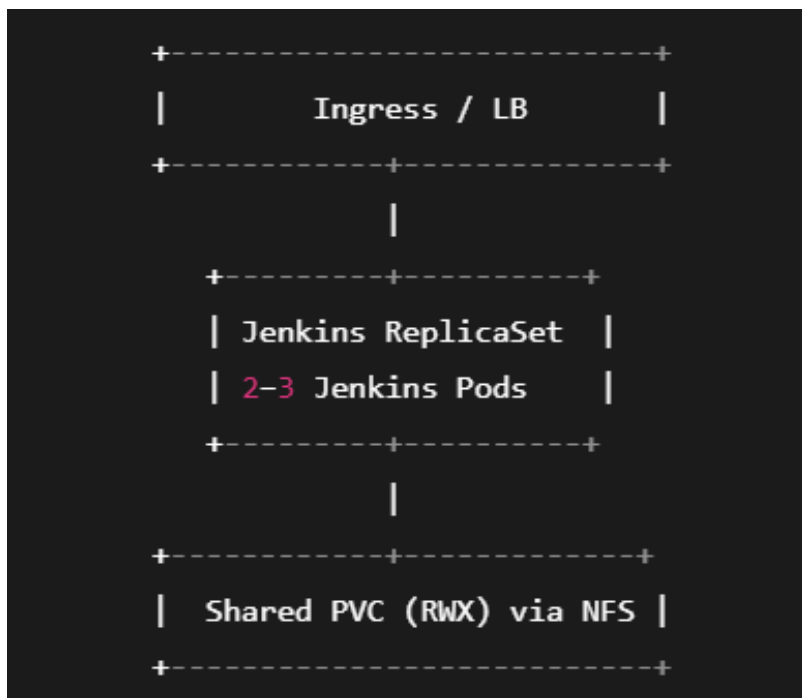 +----------------------------+
| Ingress / LB |
+------------+--------------+
|
+---------+----------+
| Jenkins ReplicaSet |
| 2–3 Jenkins Pods |
+---------+----------+
|
+------------+-------------+
| Shared PVC (RWX) via NFS |
+---------------------------+